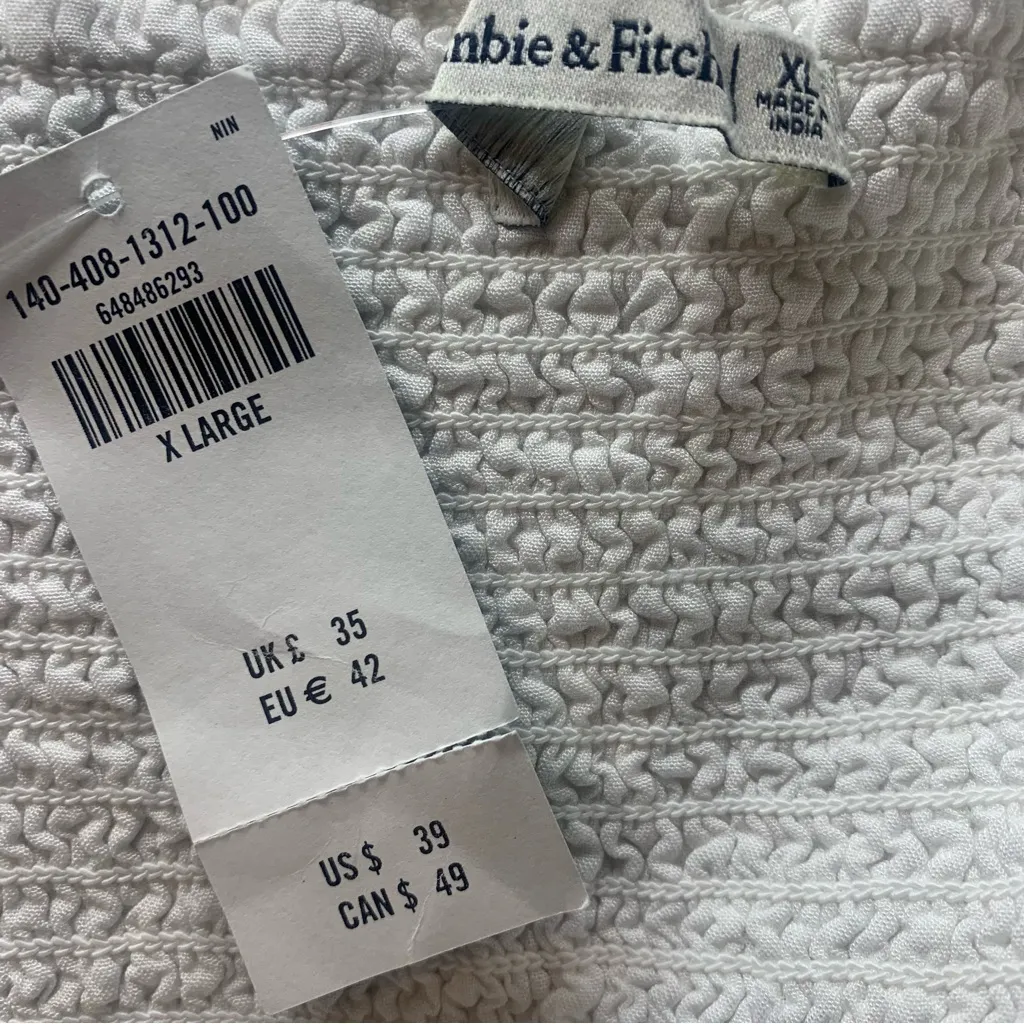 mbie & Fitch
XL
MADE IN
INDIA
NIN
140-408-1312-100
648486293
X LARGE
UK £ 35
EU € 42
US $ 39
CAN $ 49